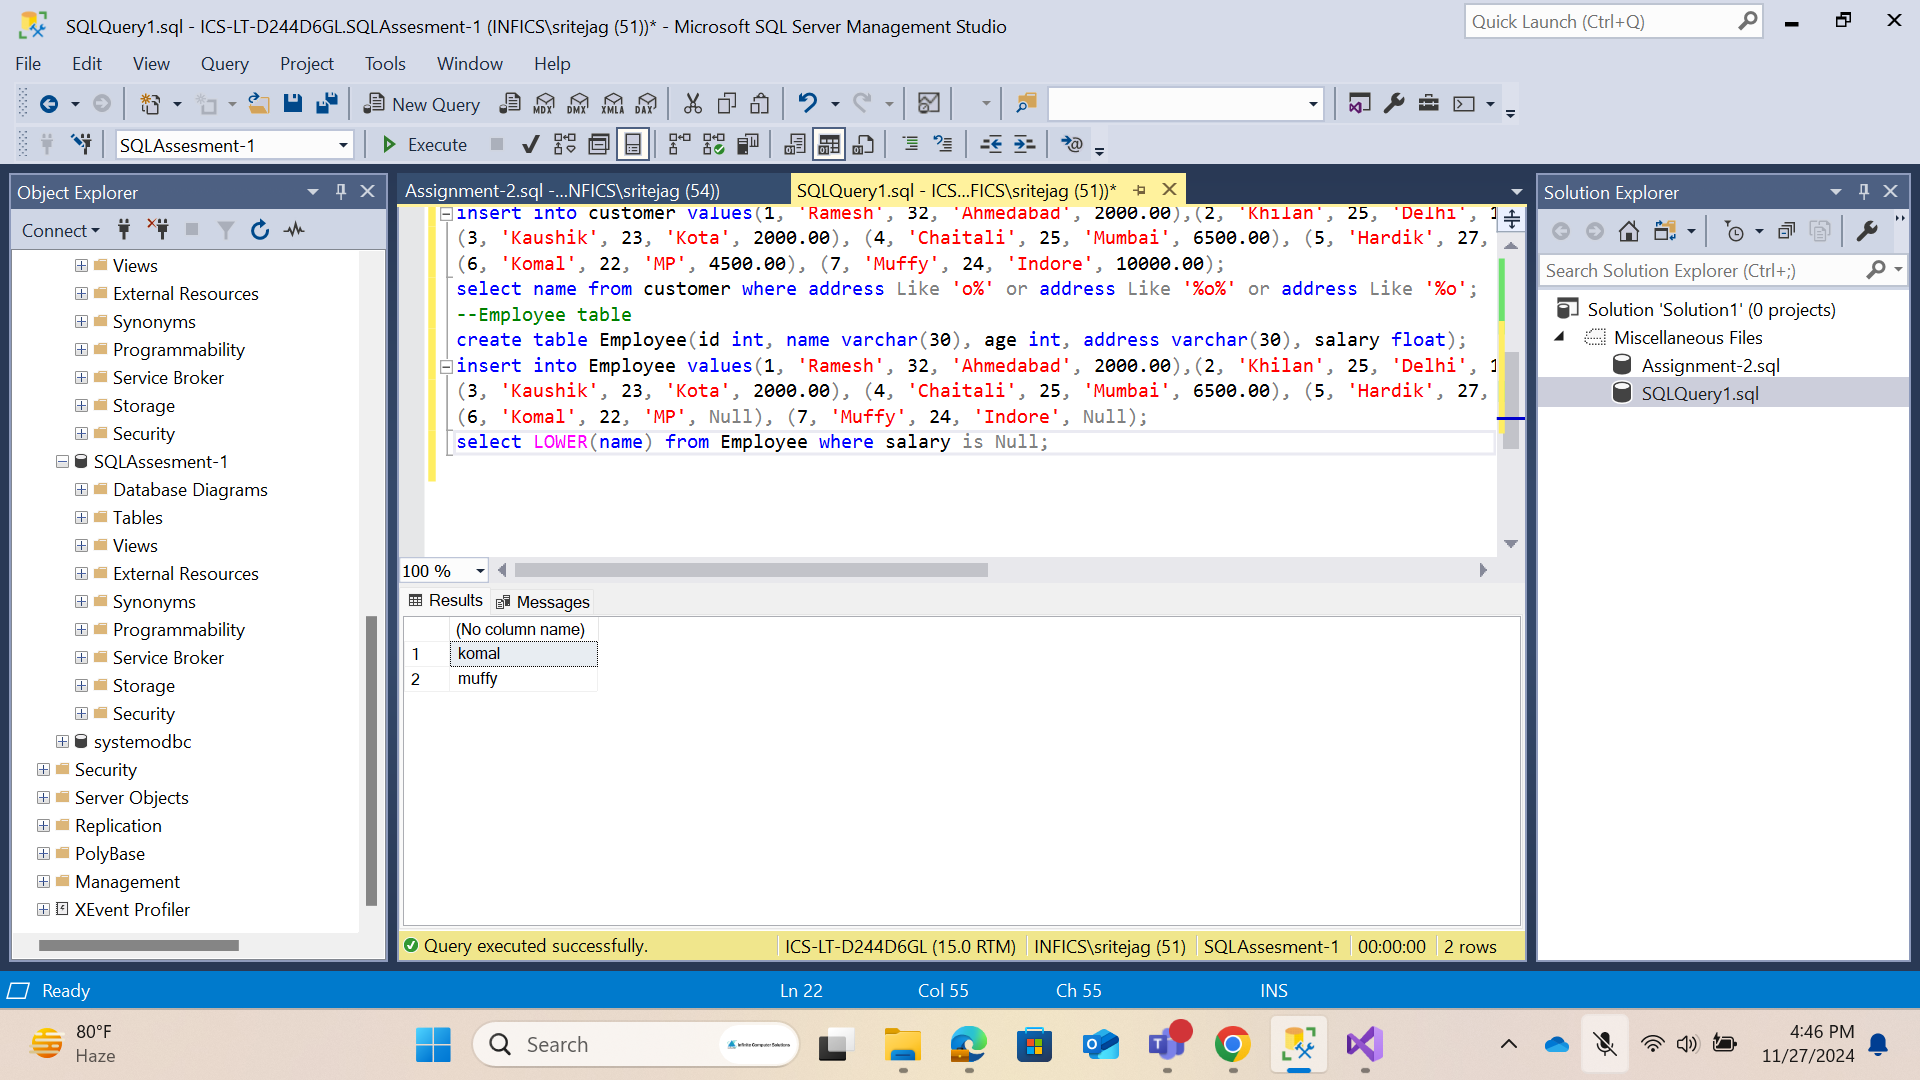 SQLQuery1.sql - ICS-LT-D244D6GL.SQLAssesment-1 (INFICS\sritejag (51))* - Microsoft SQL Server Management Studio
Quick Launch (Ctrl+Q)
File Edit View Query Project Tools Window Help
New Query MDX DMX XMLA DAX
SQLAssesment-1 Execute
Object Explorer
Connect
Views
External Resources
Synonyms
Programmability
Service Broker
Storage
Security
SQLAssesment-1
Database Diagrams
Tables
Views
External Resources
Synonyms
Programmability
Service Broker
Storage
Security
systemodbc
Security
Server Objects
Replication
PolyBase
Management
XEvent Profiler
Assignment-2.sql -...NFICS\sritejag (54)) SQLQuery1.sql - ICS...FICS\sritejag (51))*
insert into customer values(1, 'Ramesh', 32, 'Ahmedabad', 2000.00),(2, 'Khilan', 25, 'Delhi', 1
(3, 'Kaushik', 23, 'Kota', 2000.00), (4, 'Chaitali', 25, 'Mumbai', 6500.00), (5, 'Hardik', 27,
(6, 'Komal', 22, 'MP', 4500.00), (7, 'Muffy', 24, 'Indore', 10000.00);
select name from customer where address Like 'o%' or address Like '%o%' or address Like '%o';
--Employee table
create table Employee(id int, name varchar(30), age int, address varchar(30), salary float);
insert into Employee values(1, 'Ramesh', 32, 'Ahmedabad', 2000.00),(2, 'Khilan', 25, 'Delhi', 1
(3, 'Kaushik', 23, 'Kota', 2000.00), (4, 'Chaitali', 25, 'Mumbai', 6500.00), (5, 'Hardik', 27,
(6, 'Komal', 22, 'MP', Null), (7, 'Muffy', 24, 'Indore', Null);
select LOWER(name) from Employee where salary is Null;
100 %
Results Messages
(No column name)
1 komal
2 muffy
Query executed successfully. ICS-LT-D244D6GL (15.0 RTM) INFICS\sritejag (51) SQLAssesment-1 00:00:00 2 rows
Solution Explorer
Search Solution Explorer (Ctrl+;)
Solution 'Solution1' (0 projects)
Miscellaneous Files
Assignment-2.sql
SQLQuery1.sql
Ready Ln 22 Col 55 Ch 55 INS
80°F
Haze
Search
Infinite Computer Solutions
4:46 PM
11/27/2024